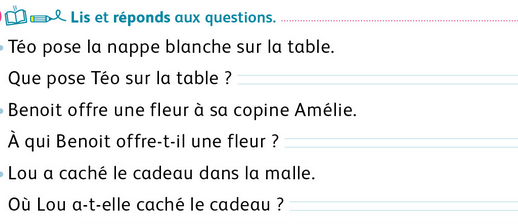 Lis et réponds aux questions.
Téo pose la nappe blanche sur la table.
Que pose Téo sur la table ?
Benoit offre une fleur à sa copine Amélie.
À qui Benoit offre-t-il une fleur ?
Lou a caché le cadeau dans la malle.
Où Lou a-t-elle caché le cadeau ?